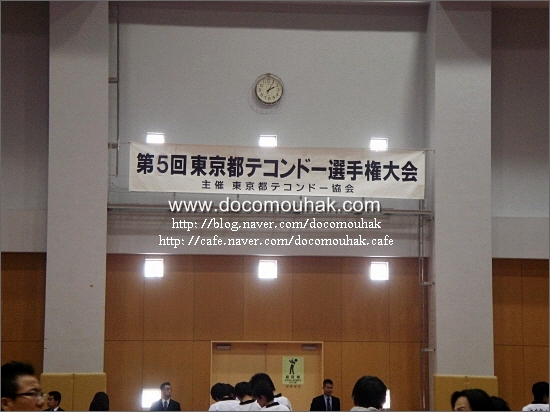 第5回東京都テコンドー選手権大会
主催 東京都テコンドー協会
www.docomouhak.com
http://blog.naver.com/docomouhak
http://cafe.naver.com/docomouhak.cafe